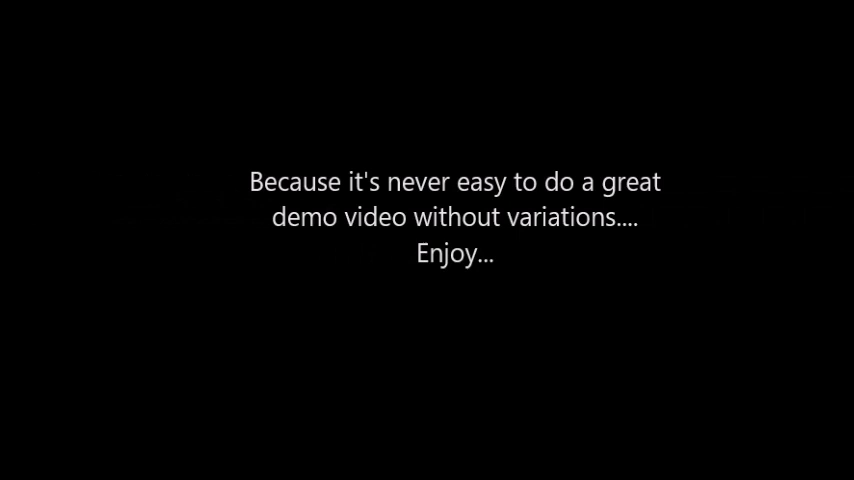 Because it's never easy to do a great
demo video without variations....
Enjoy...